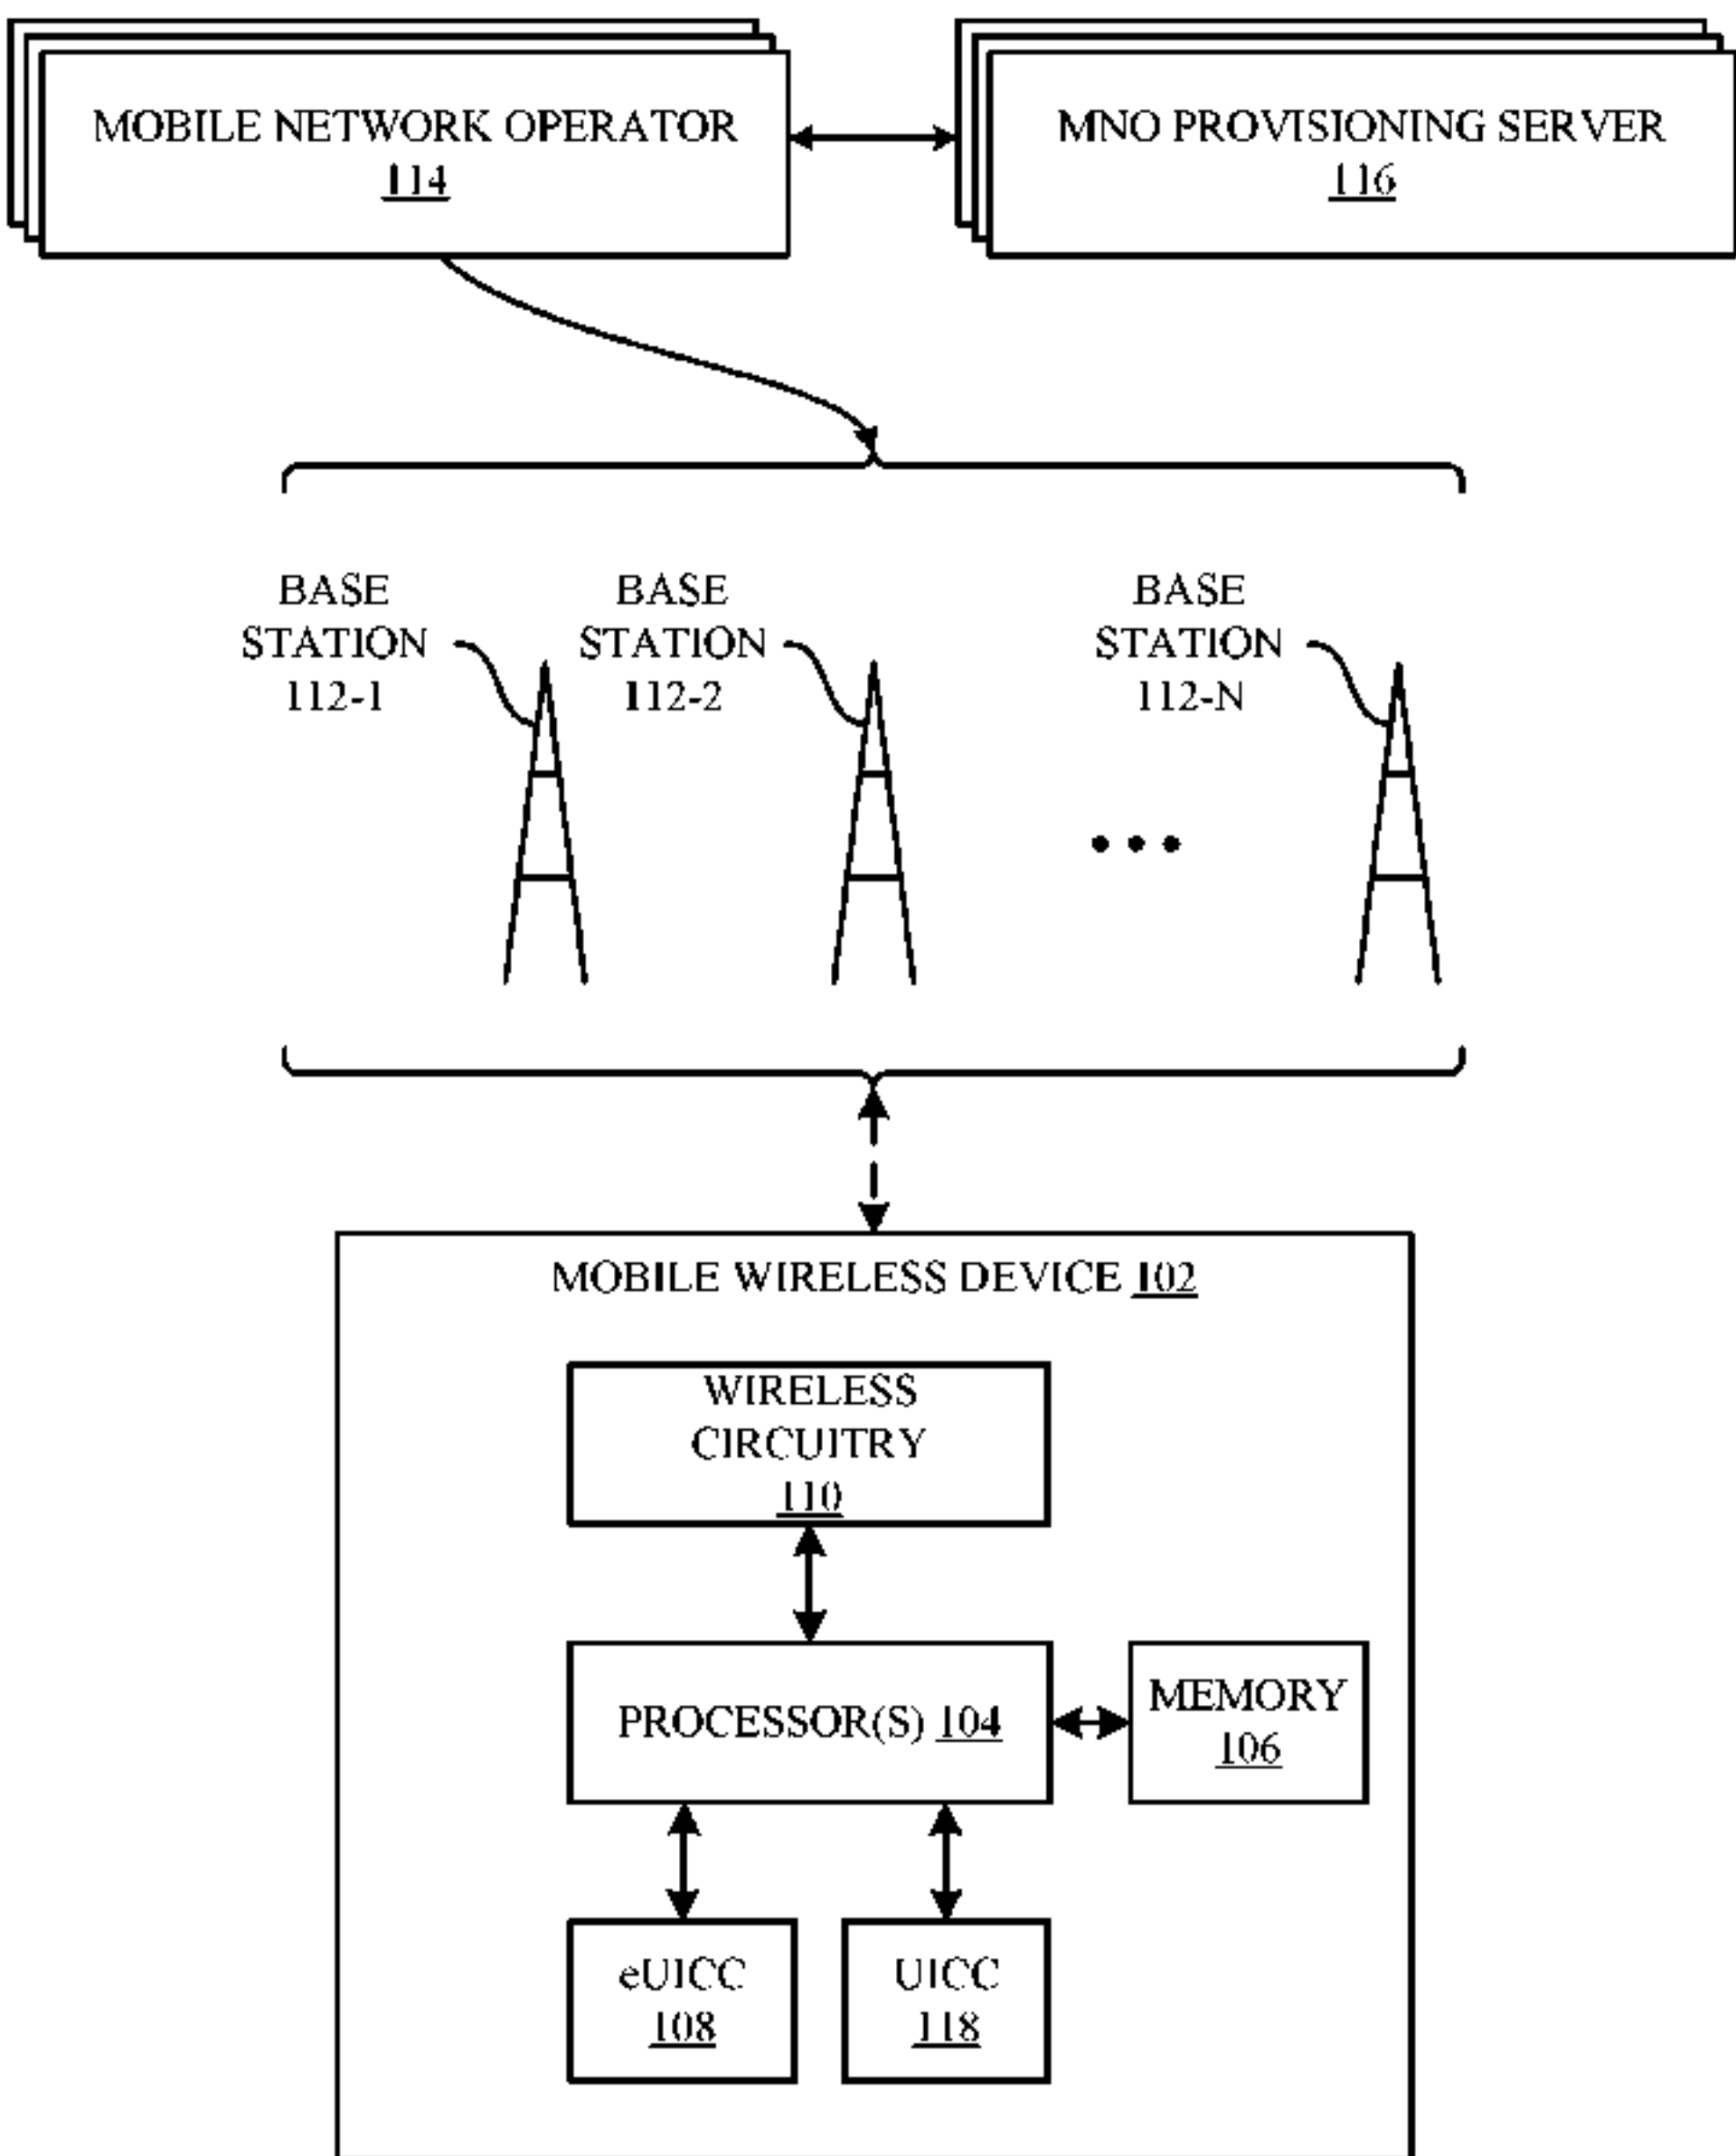 MOBILE NETWORK OPERATOR
114
MNO PROVISIONING SERVER
116
BASE
STATION
112-1
BASE
STATION
112-2
BASE
STATION
112-N
MOBILE WIRELESS DEVICE 102
WIRELESS
CIRCUITRY
110
PROCESSOR(S) 104
MEMORY
106
eUICC
108
UICC
118